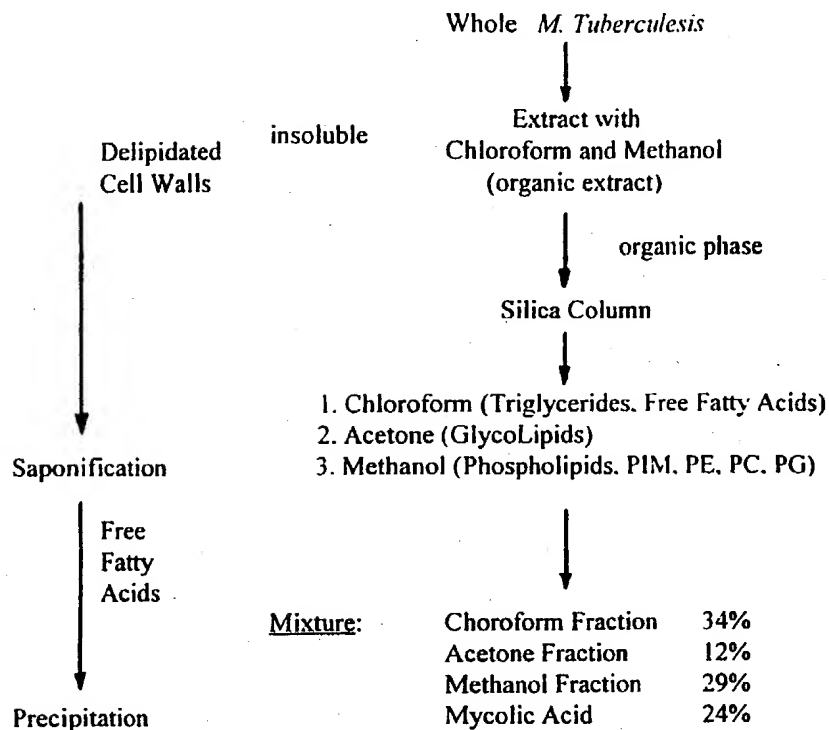 Whole M. Tuberculesis
Extract with
Chloroform and Methanol
(organic extract)
insoluble
Delipidated
Cell Walls
organic phase
Silica Column
1. Chloroform (Triglycerides. Free Fatty Acids)
2. Acetone (GlycoLipids)
3. Methanol (Phospholipids. PIM. PE. PC. PG)
Saponification
Free
Fatty
Acids
Mixture: Choroform Fraction 34%
Acetone Fraction 12%
Methanol Fraction 29%
Mycolic Acid 24%
Precipitation